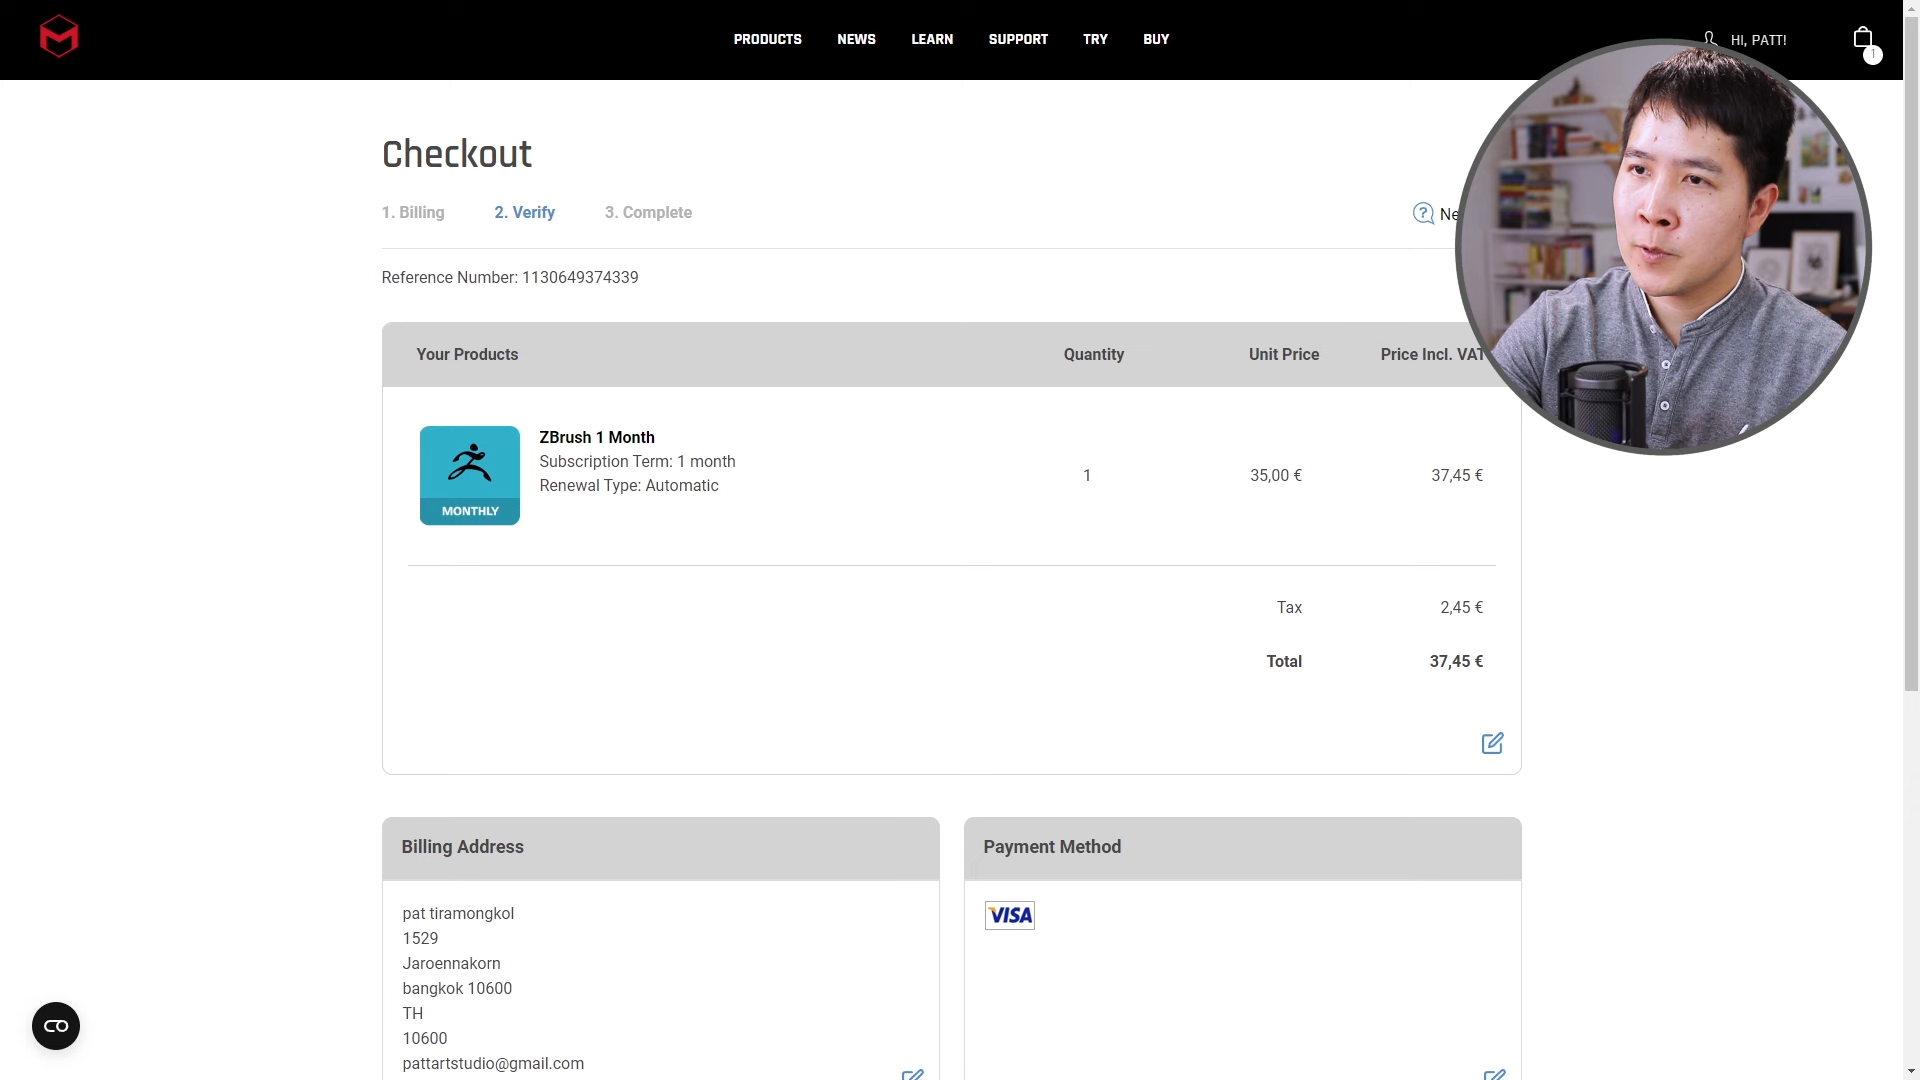 PRODUCTS NEWS LEARN SUPPORT TRY BUY
HI, PATT!
1
Checkout
1. Billing 2. Verify 3. Complete
Reference Number: 1130649374339
Your Products Quantity Unit Price Price Incl. VAT
ZBrush 1 Month
Subscription Term: 1 month
Renewal Type: Automatic
1 35,00 € 37,45 €
MONTHLY
Tax 2,45 €
Total 37,45 €
Billing Address
pat tiramongkol
1529
Jaroennakorn
bangkok 10600
TH
10600
pattartstudio@gmail.com
Payment Method
VISA